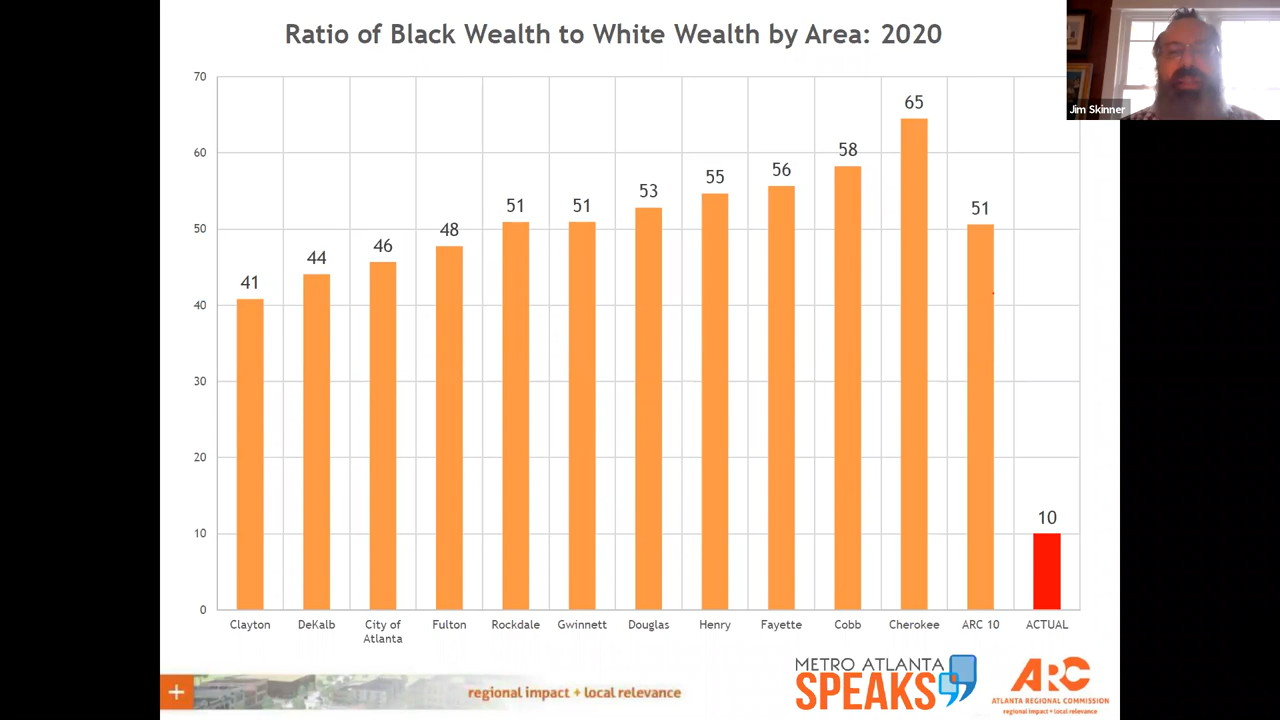 Ratio of Black Wealth to White Wealth by Area: 2020
Jim Skinner
70
60
50
40
30
20
10
0
41
44
46
48
51
51
53
55
56
58
65
51
10
Clayton
DeKalb
City of
Atlanta
Fulton
Rockdale
Gwinnett
Douglas
Henry
Fayette
Cobb
Cherokee
ARC 10
ACTUAL
+
regional impact + local relevance
METRO ATLANTA
SPEAKS
ARC
ATLANTA REGIONAL COMMISSION
regional impact + local relevance